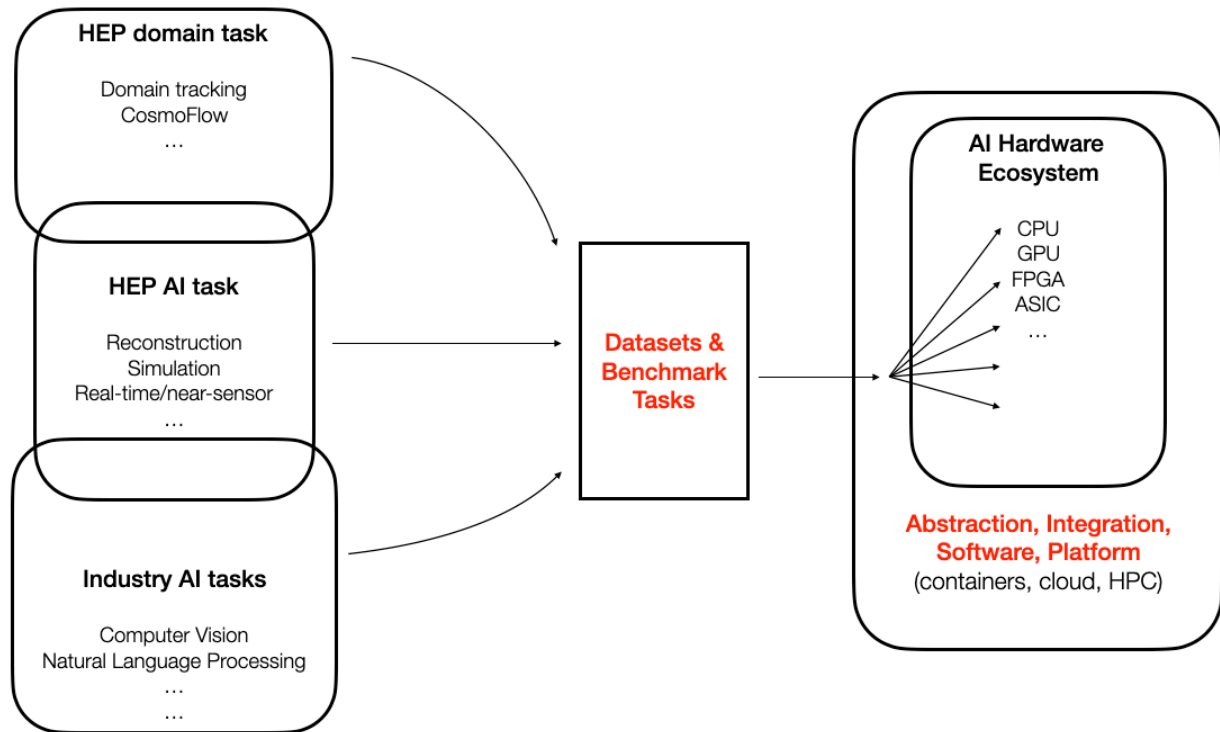 HEP domain task
Domain tracking
CosmoFlow
…
HEP AI task
Reconstruction
Simulation
Real-time/near-sensor
…
Industry AI tasks
Computer Vision
Natural Language Processing
…
…
Datasets &
Benchmark
Tasks
AI Hardware
Ecosystem
CPU
GPU
FPGA
ASIC
…
Abstraction, Integration,
Software, Platform
(containers, cloud, HPC)